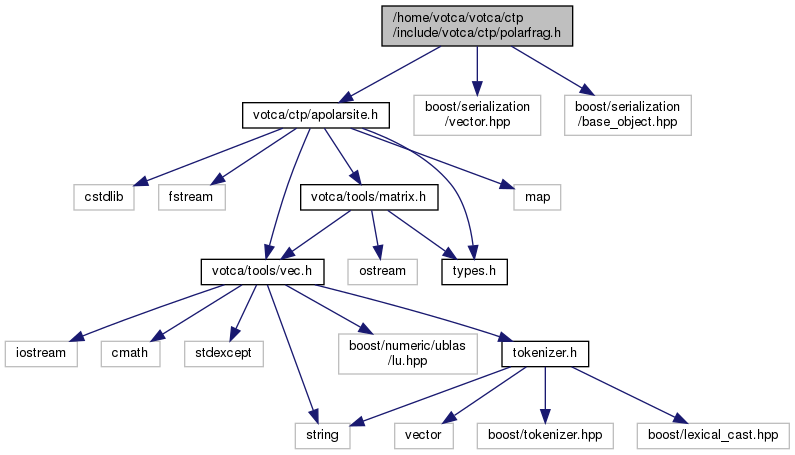 /home/votca/votca/ctp
/include/votca/ctp/polarfrag.h
votca/ctp/apolarsite.h
boost/serialization
/vector.hpp
boost/serialization
/base_object.hpp
cstdlib
fstream
votca/tools/matrix.h
map
votca/tools/vec.h
ostream
types.h
iostream
cmath
stdexcept
boost/numeric/ublas
/lu.hpp
tokenizer.h
string
vector
boost/tokenizer.hpp
boost/lexical_cast.hpp